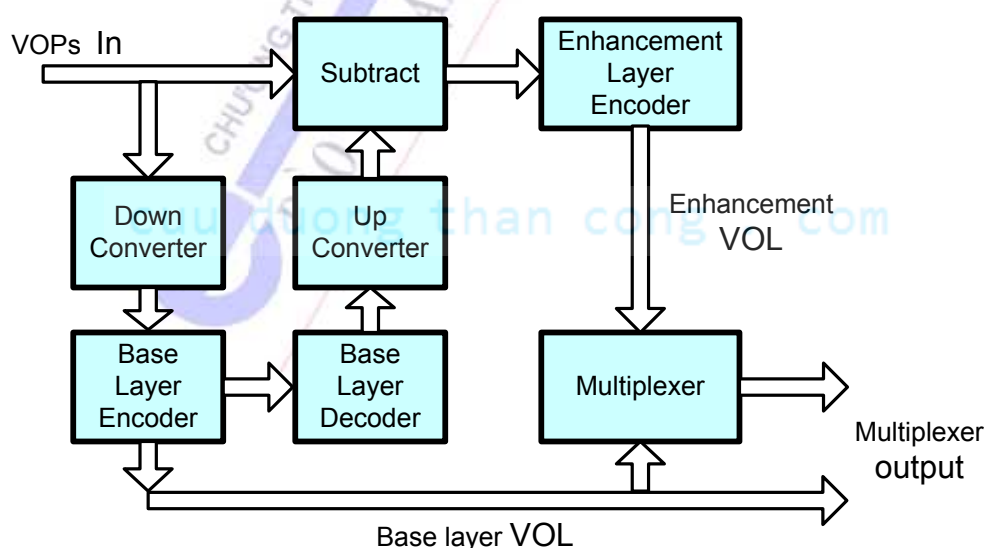 VOPs In
Subtract
Enhancement
Layer
Encoder
Down
Converter
Up
Converter
Enhancement
VOL
cuu duong than cong . com
Base
Layer
Encoder
Base
Layer
Decoder
Multiplexer
Multiplexer
output
Base layer VOL